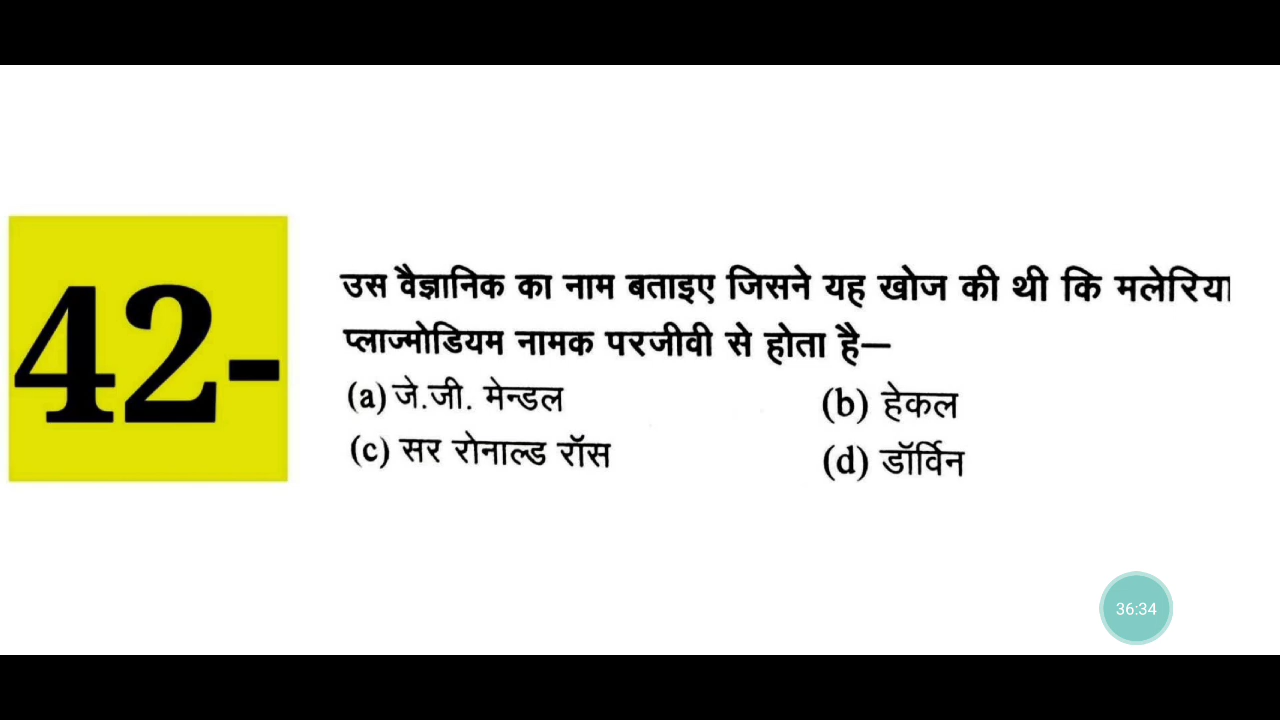 42-
उस वैज्ञानिक का नाम बताइए जिसने यह खोज की थी कि मलेरिया
प्लाज्मोडियम नामक परजीवी से होता है—
(a) जे.जी. मेन्डल (b) हेकल
(c) सर रोनाल्ड रॉस (d) डॉर्विन
36:34